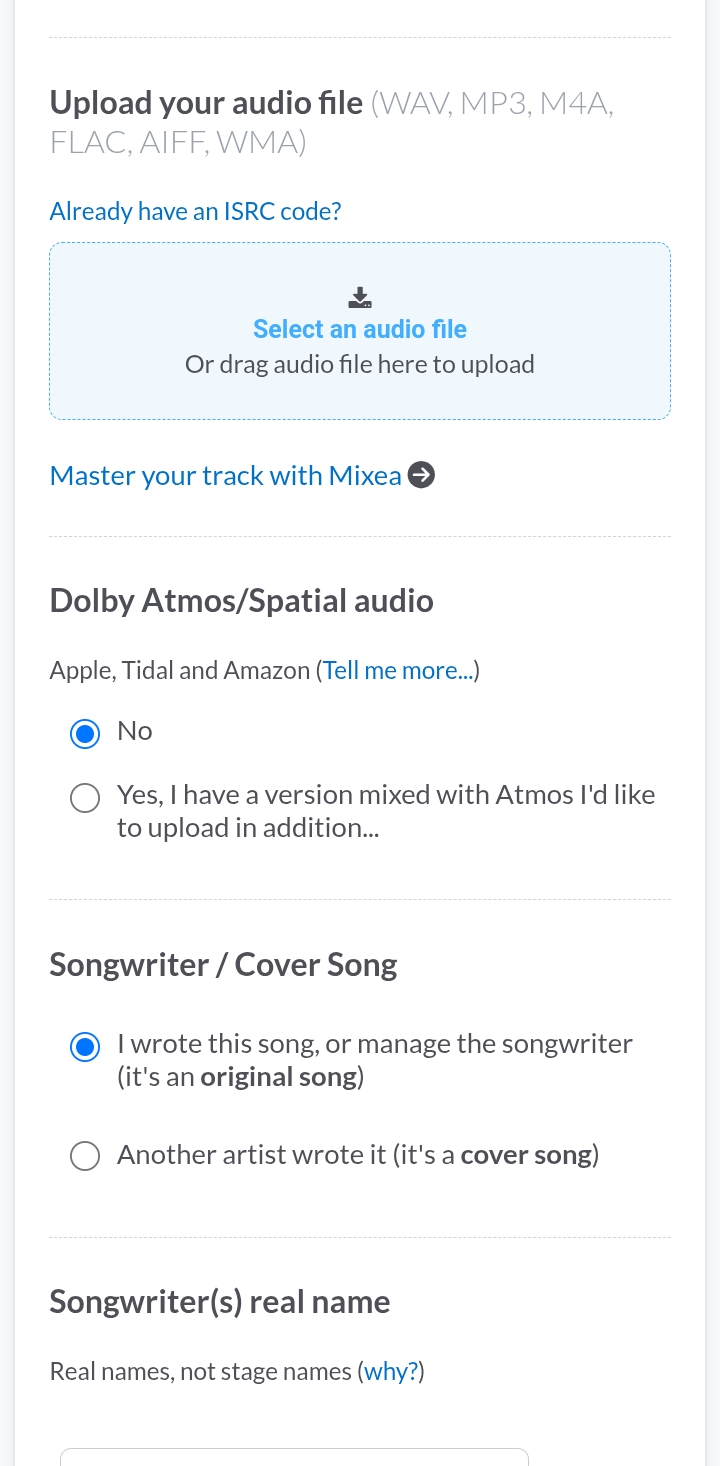 Upload your audio file (WAV, MP3, M4A,
FLAC, AIFF, WMA)
Already have an ISRC code?
Select an audio file
Or drag audio file here to upload
Master your track with Mixea
Dolby Atmos/Spatial audio
Apple, Tidal and Amazon (Tell me more...)
No
Yes, I have a version mixed with Atmos I'd like
to upload in addition...
Songwriter / Cover Song
I wrote this song, or manage the songwriter
(it's an original song)
Another artist wrote it (it's a cover song)
Songwriter(s) real name
Real names, not stage names (why?)